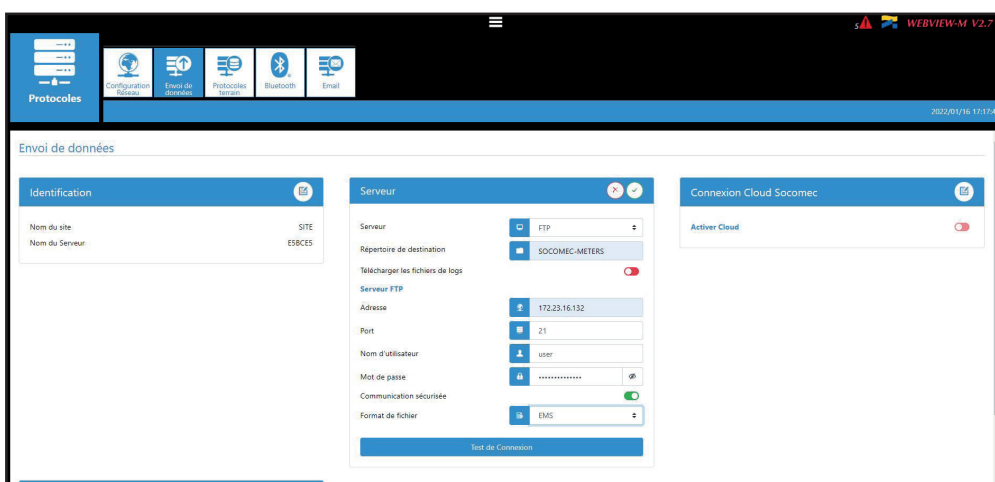 S WEBVIEW-M V2.7
Protocoles
Configuration Réseau
Envoi de données
Protocoles terrain
Bluetooth
Email
2022/01/16 17:17:4
Envoi de données
Identification
Nom du site SITE
Nom du Serveur E5BCE5
Serveur
Serveur FTP
Répertoire de destination SOCOMEC-METERS
Télécharger les fichiers de logs
Serveur FTP
Adresse 172.23.16.132
Port 21
Nom d'utilisateur user
Mot de passe ••••••••••••••
Communication sécurisée
Format de fichier EMS
Test de Connexion
Connexion Cloud Socomec
Activer Cloud